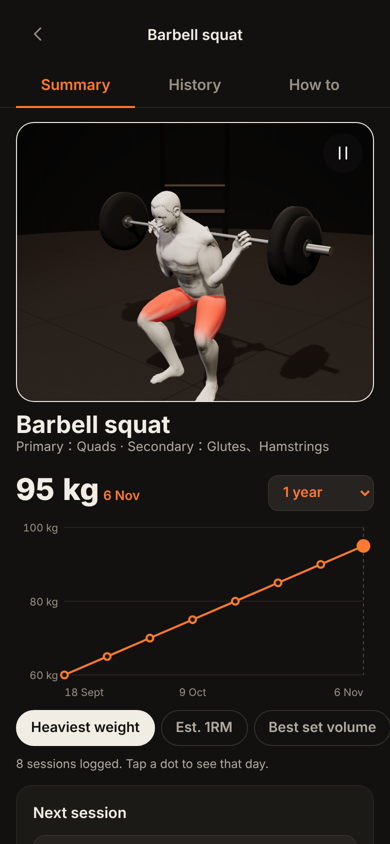 Barbell squat
Summary
History
How to
Barbell squat
Primary：Quads · Secondary：Glutes、Hamstrings
95 kg 6 Nov
1 year
100 kg
80 kg
60 kg
18 Sept
9 Oct
6 Nov
Heaviest weight
Est. 1RM
Best set volume
8 sessions logged. Tap a dot to see that day.
Next session